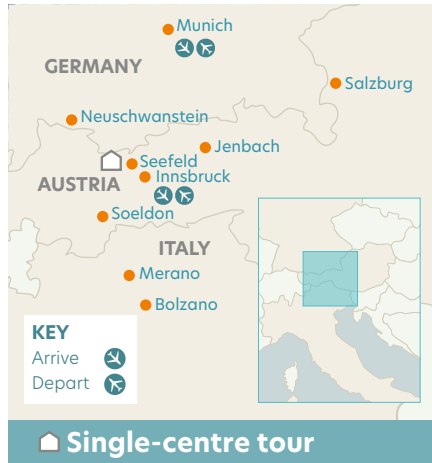 Munich
GERMANY
Salzburg
Neuschwanstein
Jenbach
Seefeld
Innsbruck
AUSTRIA
Soeldon
ITALY
Merano
Bolzano
KEY
Arrive
Depart
Single-centre tour